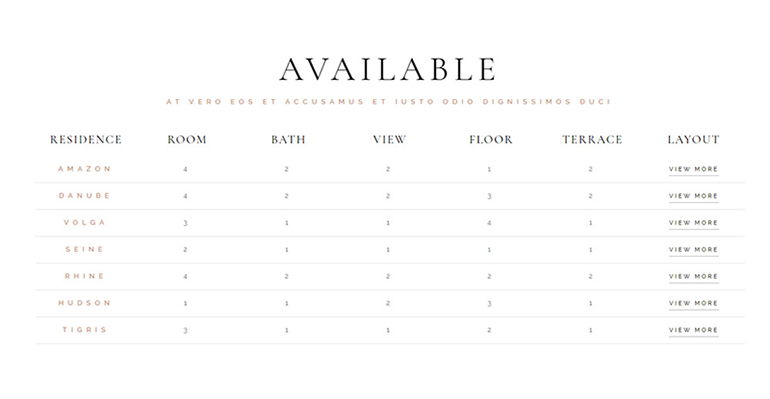 AVAILABLE
AT VERO EOS ET ACCUSAMUS ET IUSTO ODIO DIGNISSIMOS DUCI
RESIDENCE ROOM BATH VIEW FLOOR TERRACE LAYOUT
AMAZON 4 2 2 1 2 VIEW MORE
DANUBE 4 2 2 3 2 VIEW MORE
VOLGA 3 1 1 4 1 VIEW MORE
SEINE 2 1 1 1 1 VIEW MORE
RHINE 4 2 2 2 2 VIEW MORE
HUDSON 1 1 2 3 1 VIEW MORE
TIGRIS 3 1 1 2 1 VIEW MORE